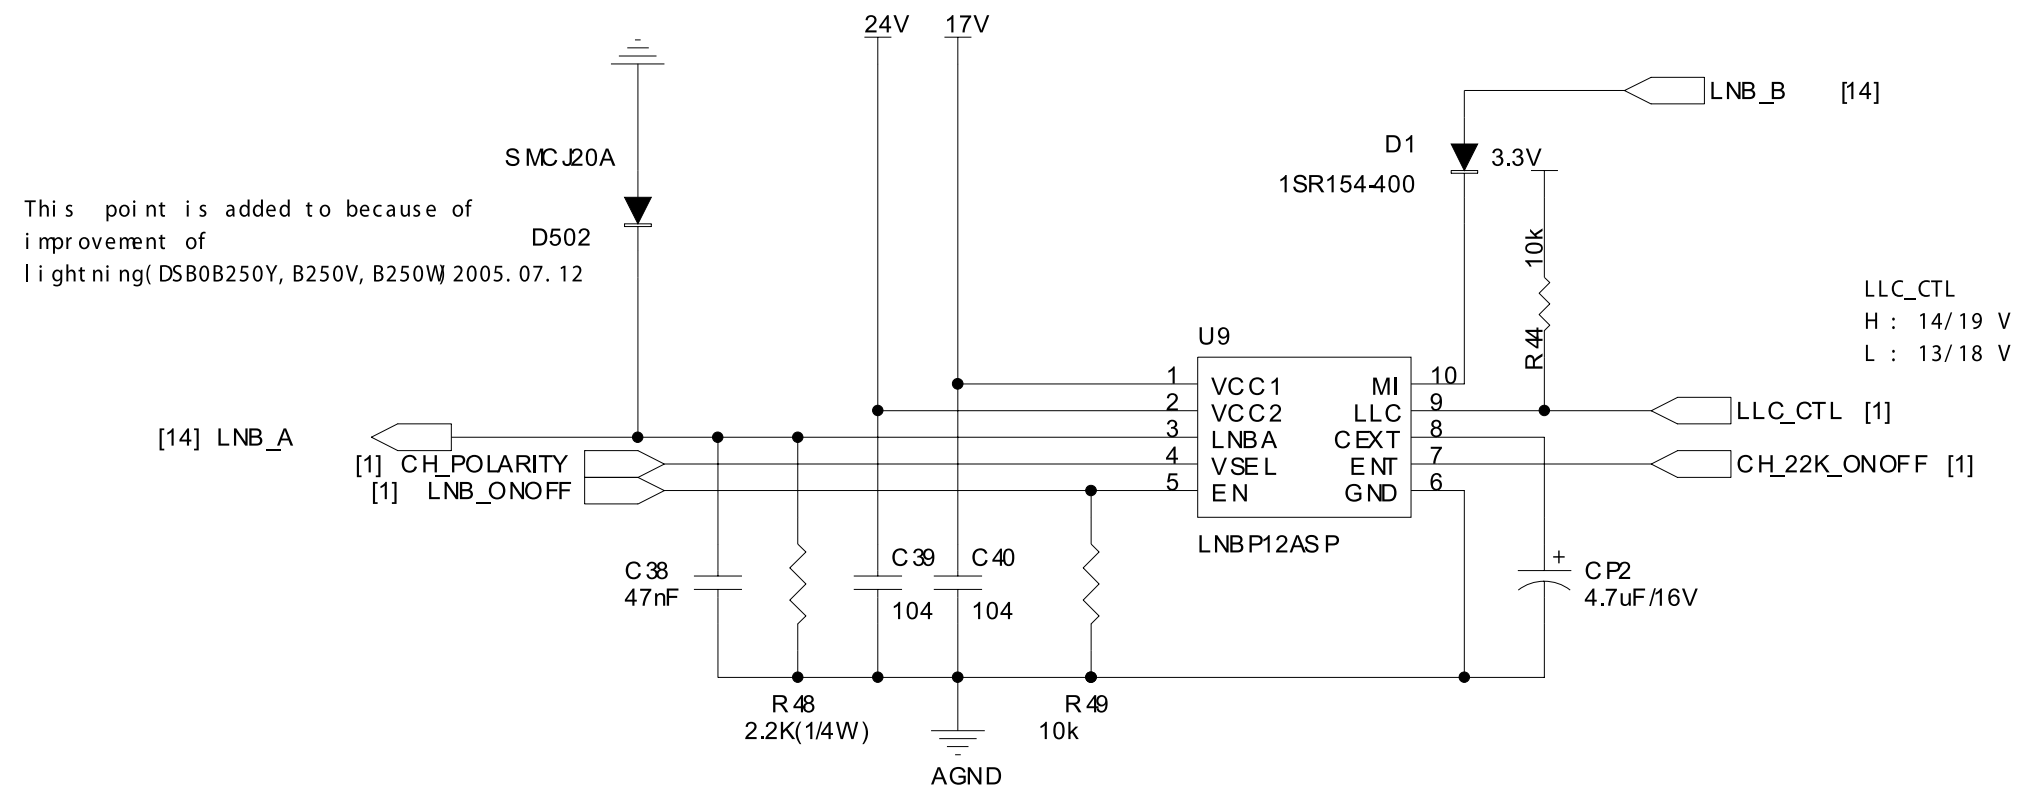 24V 17V
LNB_B [14]
D1
SMCJ20A
3.3V
1SR154-400
This point is added to because of
improvement of
lightning(DSB0B250Y,B250V,B250W)2005.07.12
D502
10k
R44
LLC_CTL
H : 14/19 V
L : 13/18 V
U9
1 VCC1 MI 10
2 VCC2 LLC 9
3 LNBA CEXT 8
4 VSEL ENT 7
5 EN GND 6
LNBP12ASP
[14] LNB_A
[1] CH_POLARITY
[1] LNB_ONOFF
LLC_CTL [1]
CH_22K_ONOFF [1]
C38
47nF
C39
104
C40
104
+
CP2
4.7uF/16V
R48
2.2K(1/4W)
R49
10k
AGND